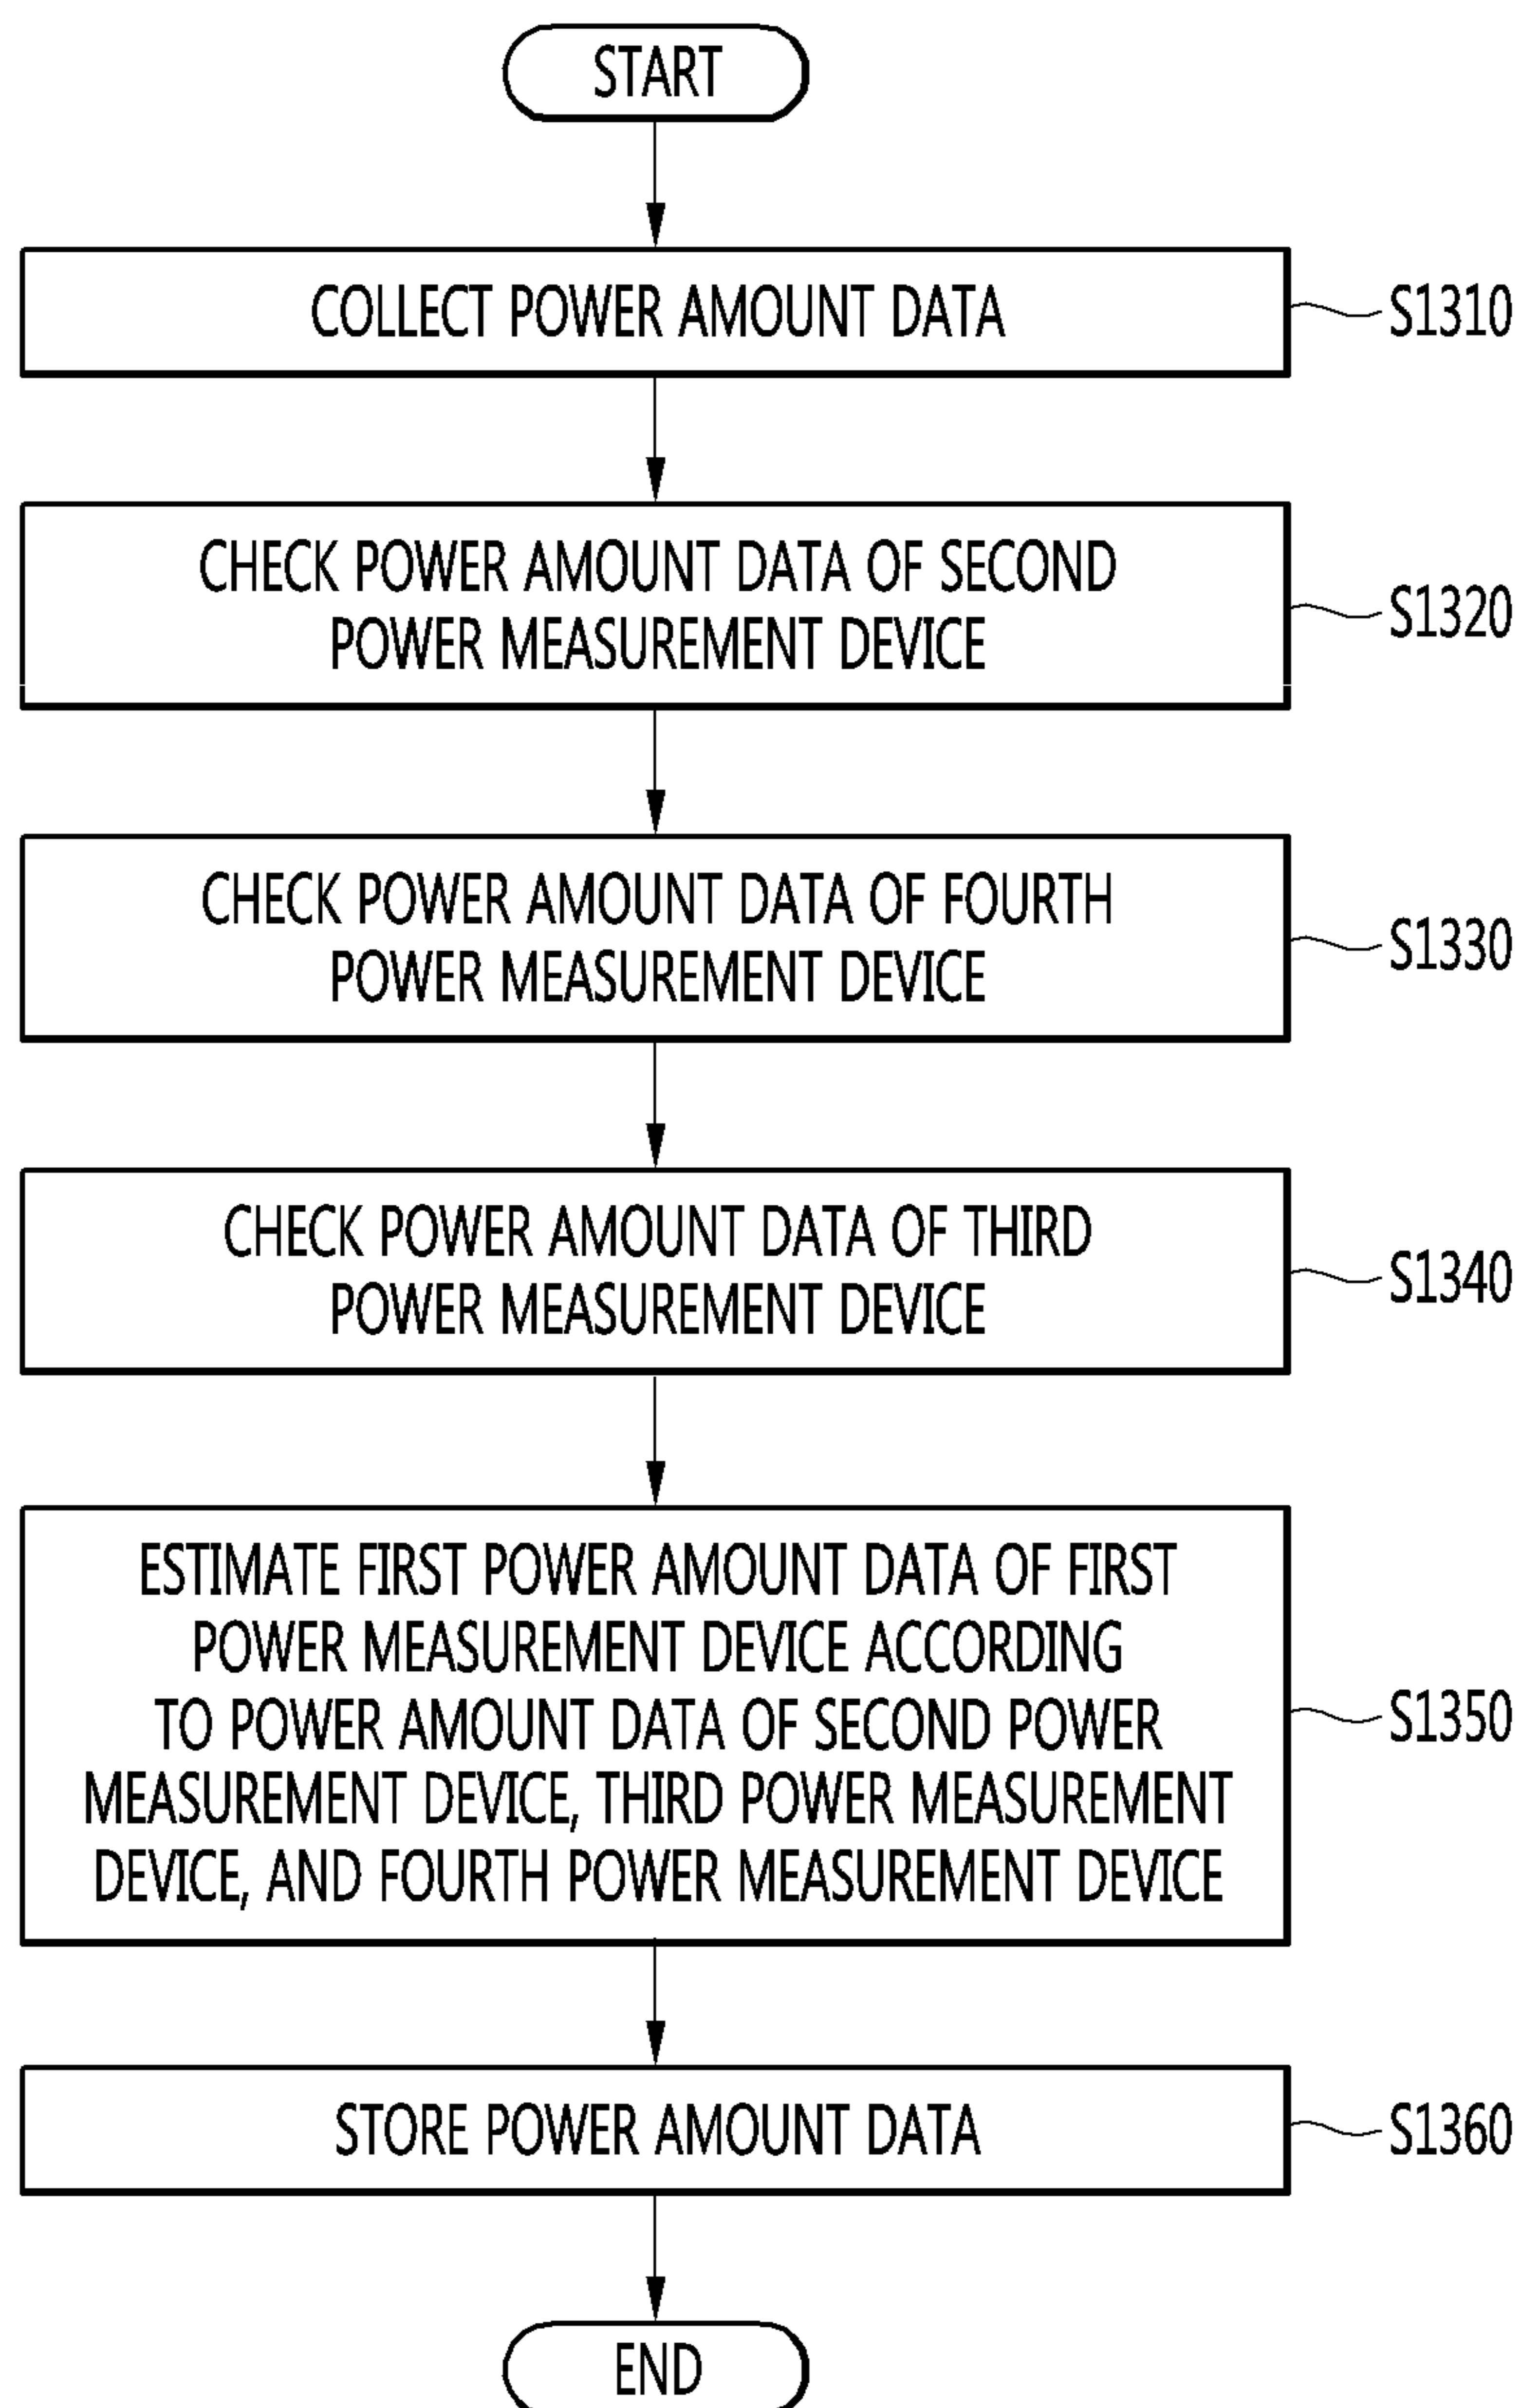 START
COLLECT POWER AMOUNT DATA
S1310
CHECK POWER AMOUNT DATA OF SECOND
POWER MEASUREMENT DEVICE
S1320
CHECK POWER AMOUNT DATA OF FOURTH
POWER MEASUREMENT DEVICE
S1330
CHECK POWER AMOUNT DATA OF THIRD
POWER MEASUREMENT DEVICE
S1340
ESTIMATE FIRST POWER AMOUNT DATA OF FIRST
POWER MEASUREMENT DEVICE ACCORDING
TO POWER AMOUNT DATA OF SECOND POWER
MEASUREMENT DEVICE, THIRD POWER MEASUREMENT
DEVICE, AND FOURTH POWER MEASUREMENT DEVICE
S1350
STORE POWER AMOUNT DATA
S1360
END